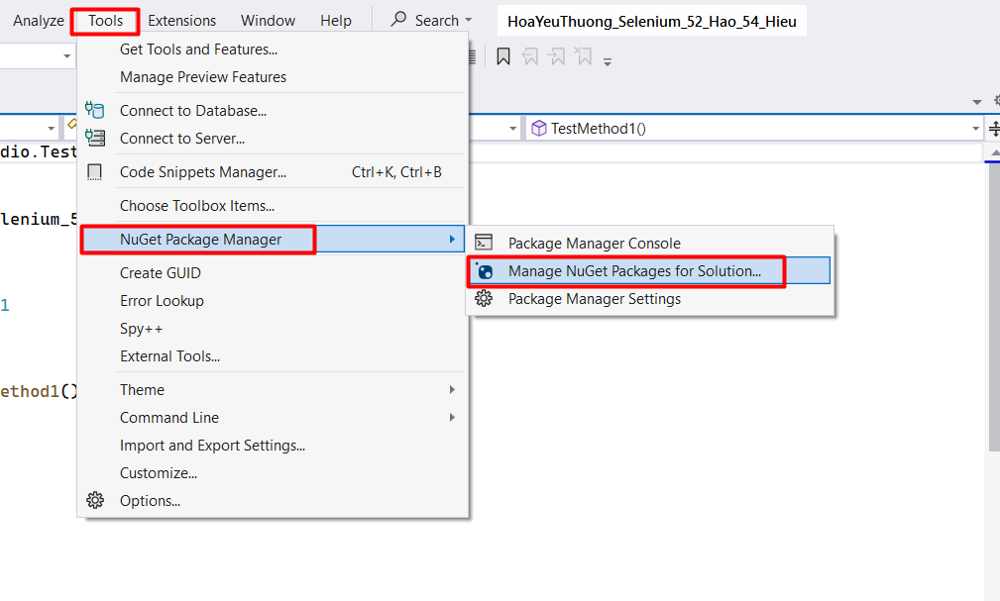 Analyze Tools Extensions Window Help Search HoaYeuThuong_Selenium_52_Hao_54_Hieu
Get Tools and Features...
Manage Preview Features
Connect to Database...
TestMethod1()
Connect to Server...
dio.Test
Code Snippets Manager... Ctrl+K, Ctrl+B
Choose Toolbox Items...
lenium_5
NuGet Package Manager
Package Manager Console
Create GUID
Manage NuGet Packages for Solution...
Error Lookup
Package Manager Settings
1
Spy++
External Tools...
Theme
ethod1()
Command Line
Import and Export Settings...
Customize...
Options...